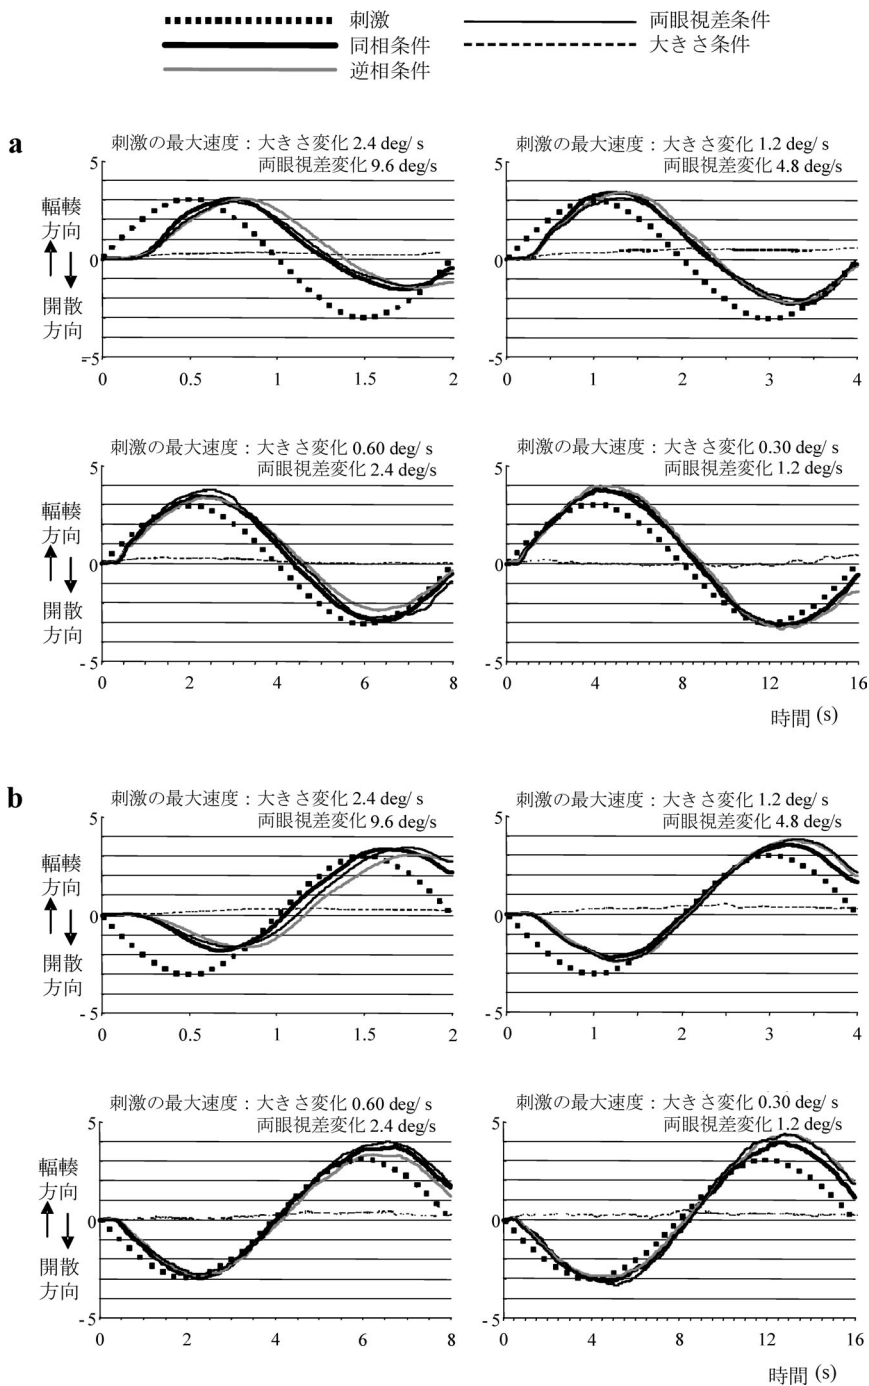 刺激
両眼視差条件
同相条件
大きさ条件
逆相条件
a
刺激の最大速度：大きさ変化 2.4 deg/ s
両眼視差変化 9.6 deg/s
刺激の最大速度：大きさ変化 1.2 deg/ s
両眼視差変化 4.8 deg/s
5
輻輳
方向
0
開散
方向
-5
0 0.5 1 1.5 2
5
0
-5
0 1 2 3 4
刺激の最大速度：大きさ変化 0.60 deg/ s
両眼視差変化 2.4 deg/s
刺激の最大速度：大きさ変化 0.30 deg/ s
両眼視差変化 1.2 deg/s
5
輻輳
方向
0
開散
方向
- 5
0 2 4 6 8
5
0
- 5
0 4 8 12 16
時間 (s)
b
刺激の最大速度：大きさ変化 2.4 deg/ s
両眼視差変化 9.6 deg/s
刺激の最大速度：大きさ変化 1.2 deg/ s
両眼視差変化 4.8 deg/s
5
輻輳
方向
0
開散
方向
- 5
0 0.5 1 1.5 2
5
0
- 5
0 1 2 3 4
刺激の最大速度：大きさ変化 0.60 deg/ s
両眼視差変化 2.4 deg/s
刺激の最大速度：大きさ変化 0.30 deg/ s
両眼視差変化 1.2 deg/s
5
輻輳
方向
0
開散
方向
- 5
0 2 4 6 8
5
0
- 5
0 4 8 12 16
時間 (s)